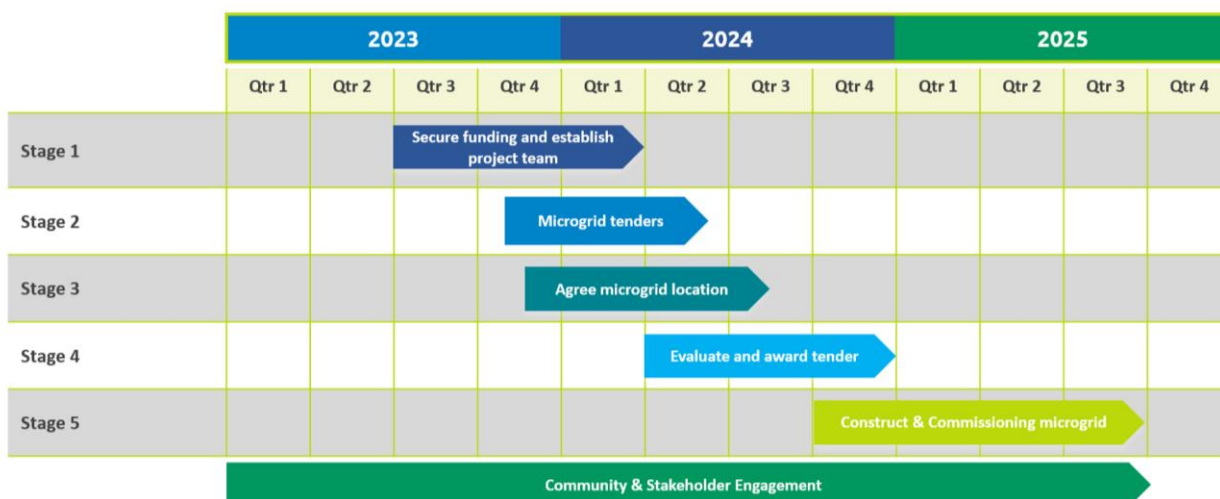 2023 2024 2025
Qtr 1 Qtr 2 Qtr 3 Qtr 4 Qtr 1 Qtr 2 Qtr 3 Qtr 4 Qtr 1 Qtr 2 Qtr 3 Qtr 4
Stage 1
Secure funding and establish
project team
Stage 2
Microgrid tenders
Stage 3
Agree microgrid location
Stage 4
Evaluate and award tender
Stage 5
Construct & Commissioning microgrid
Community & Stakeholder Engagement